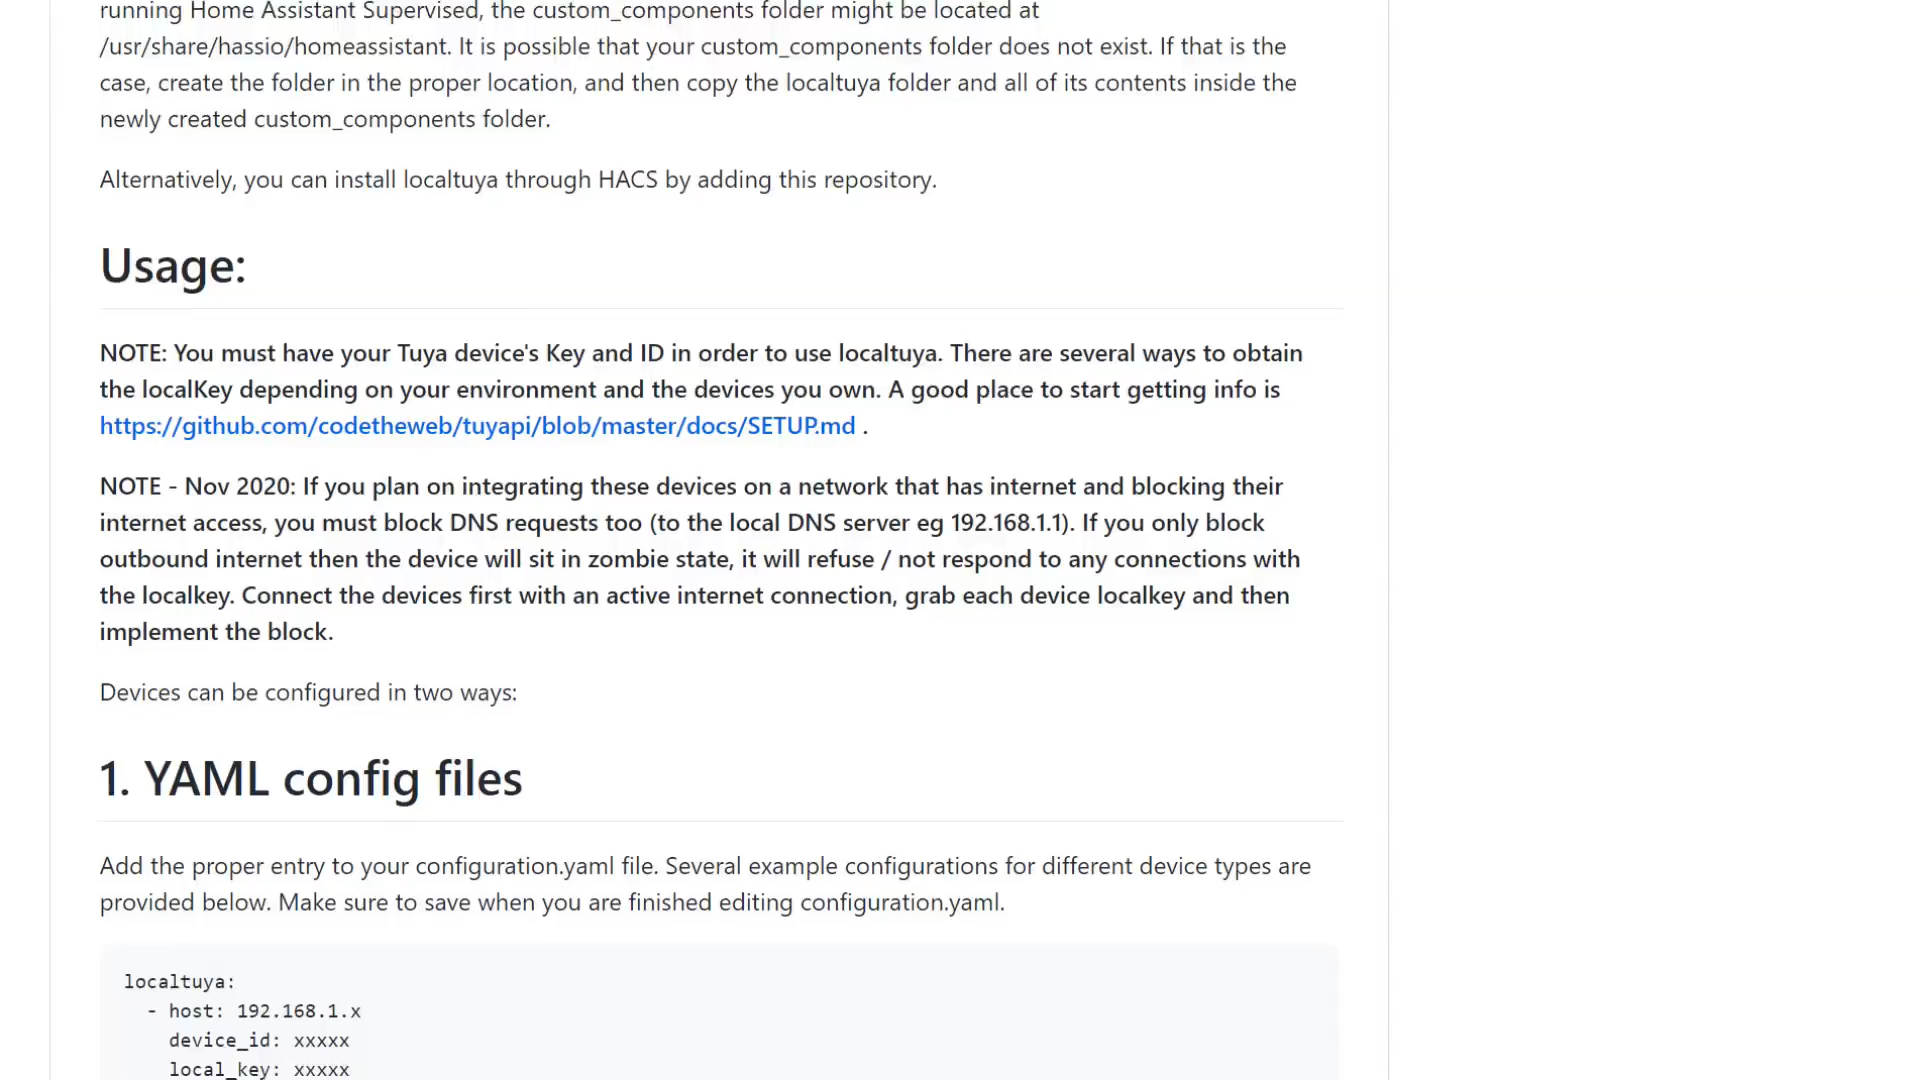 running Home Assistant Supervised, the custom_components folder might be located at
/usr/share/hassio/homeassistant. It is possible that your custom_components folder does not exist. If that is the
case, create the folder in the proper location, and then copy the localtuya folder and all of its contents inside the
newly created custom_components folder.
Alternatively, you can install localtuya through HACS by adding this repository.
Usage:
NOTE: You must have your Tuya device's Key and ID in order to use localtuya. There are several ways to obtain
the localKey depending on your environment and the devices you own. A good place to start getting info is
https://github.com/codetheweb/tuyapi/blob/master/docs/SETUP.md .
NOTE - Nov 2020: If you plan on integrating these devices on a network that has internet and blocking their
internet access, you must block DNS requests too (to the local DNS server eg 192.168.1.1). If you only block
outbound internet then the device will sit in zombie state, it will refuse / not respond to any connections with
the localkey. Connect the devices first with an active internet connection, grab each device localkey and then
implement the block.
Devices can be configured in two ways:
1. YAML config files
Add the proper entry to your configuration.yaml file. Several example configurations for different device types are
provided below. Make sure to save when you are finished editing configuration.yaml.
localtuya:
- host: 192.168.1.x
device_id: xxxxx
local_key: xxxxx